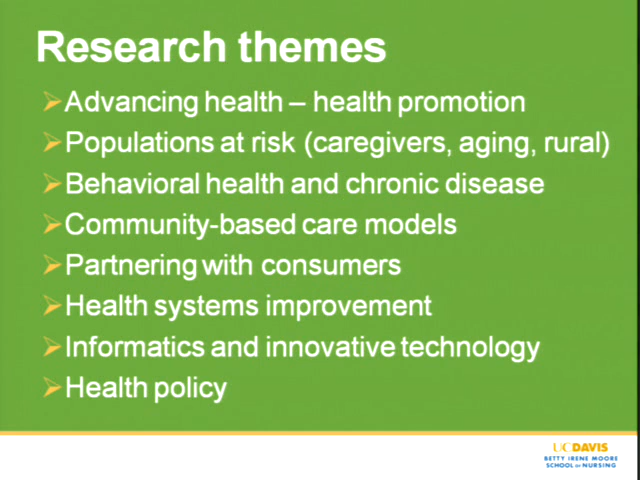 Research themes
Advancing health – health promotion
Populations at risk (caregivers, aging, rural)
Behavioral health and chronic disease
Community-based care models
Partnering with consumers
Health systems improvement
Informatics and innovative technology
Health policy
UCDAVIS
BETTY IRENE MOORE
SCHOOL OF NURSING